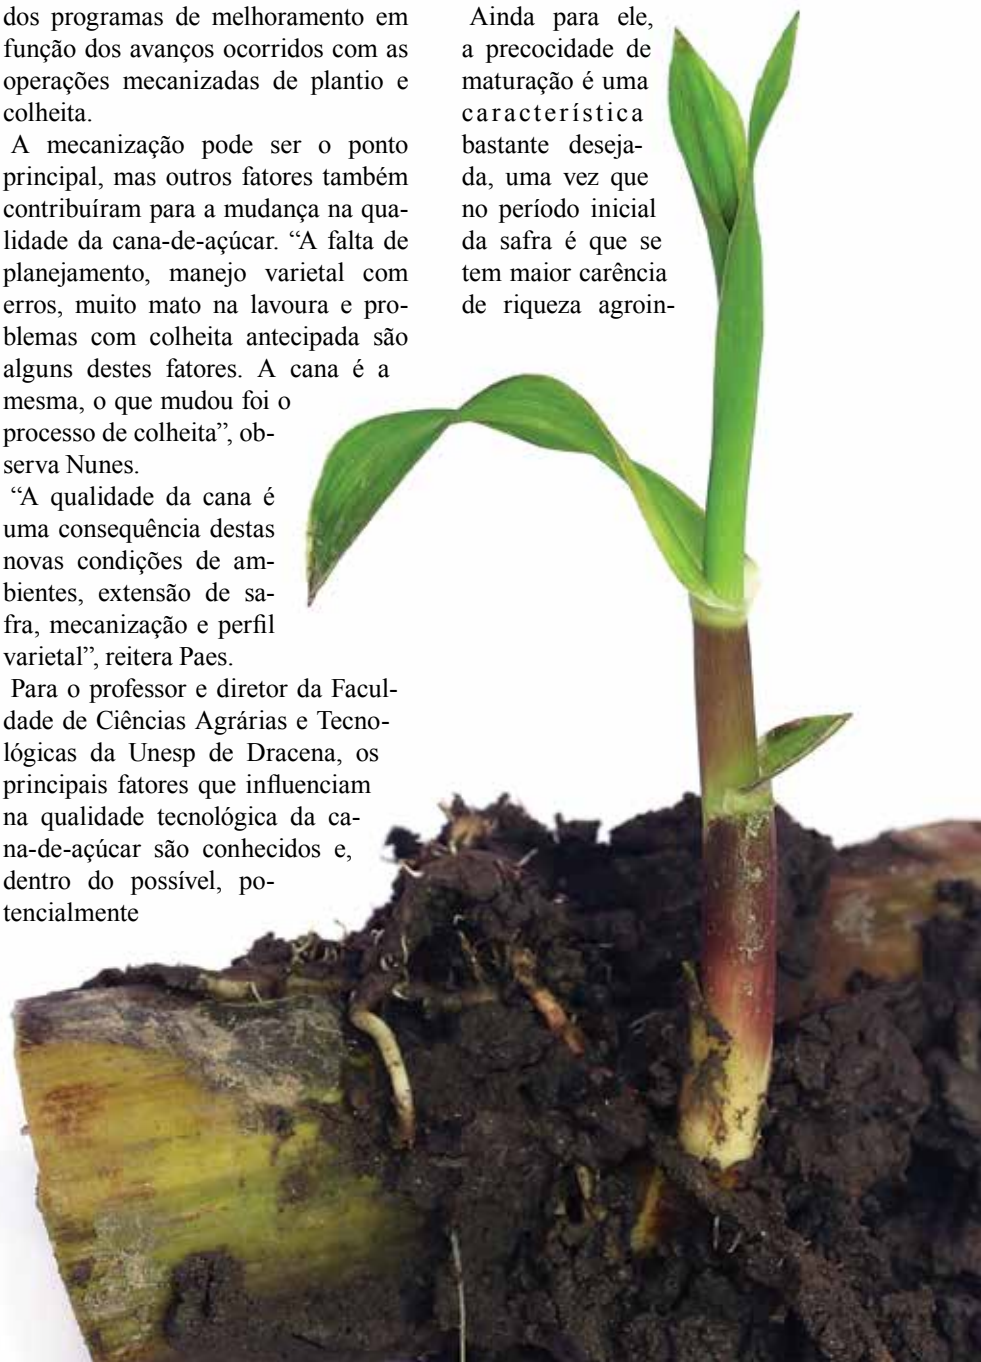 dos programas de melhoramento em
função dos avanços ocorridos com as
operações mecanizadas de plantio e
colheita.
A mecanização pode ser o ponto
principal, mas outros fatores também
contribuíram para a mudança na qua-
lidade da cana-de-açúcar. “A falta de
planejamento, manejo varietal com
erros, muito mato na lavoura e pro-
blemas com colheita antecipada são
alguns destes fatores. A cana é a
mesma, o que mudou foi o
processo de colheita”, ob-
serva Nunes.
“A qualidade da cana é
uma consequência destas
novas condições de am-
bientes, extensão de sa-
fra, mecanização e perfil
varietal”, reitera Paes.
Para o professor e diretor da Facul-
dade de Ciências Agrárias e Tecno-
lógicas da Unesp de Dracena, os
principais fatores que influenciam
na qualidade tecnológica da ca-
na-de-açúcar são conhecidos e,
dentro do possível, po-
tencialmente
Ainda para ele,
a precocidade de
maturação é uma
característica
bastante deseja-
da, uma vez que
no período inicial
da safra é que se
tem maior carência
de riqueza agroin-